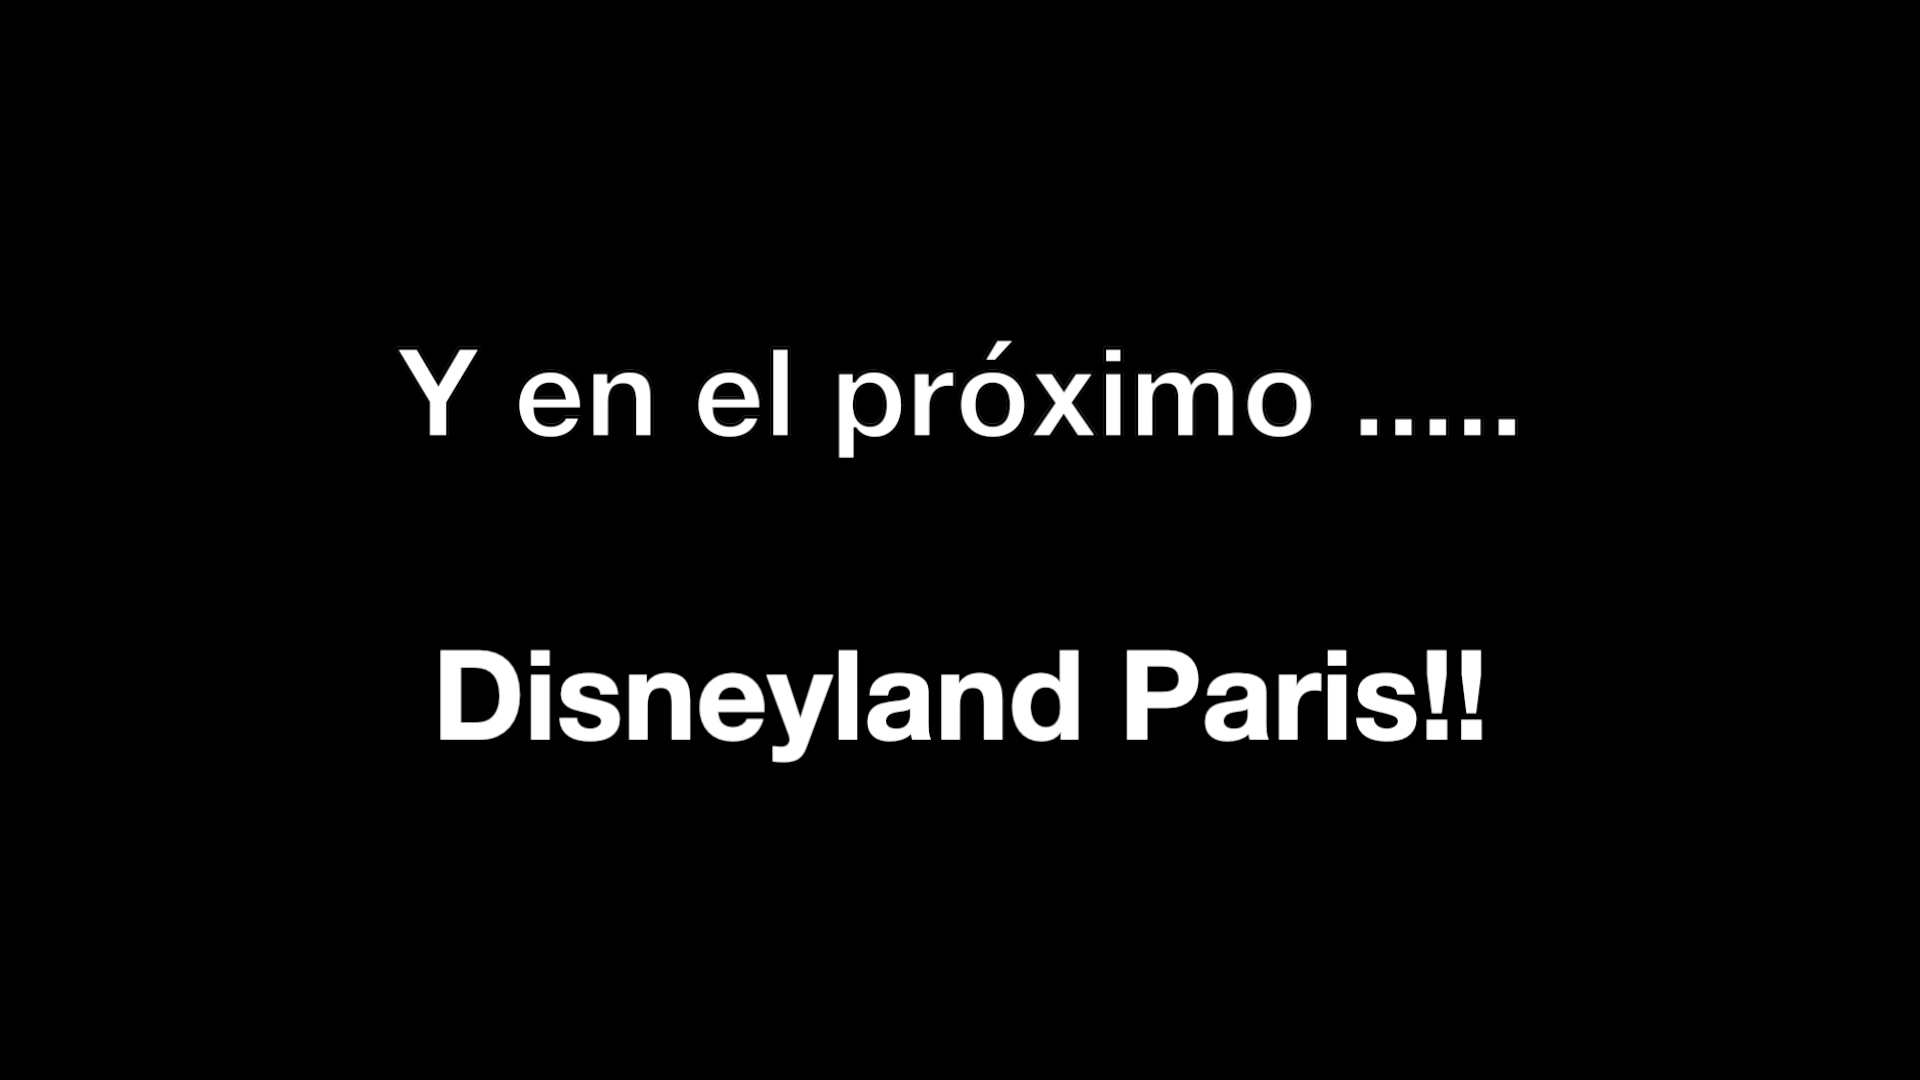 Y en el próximo .....
Disneyland Paris!!